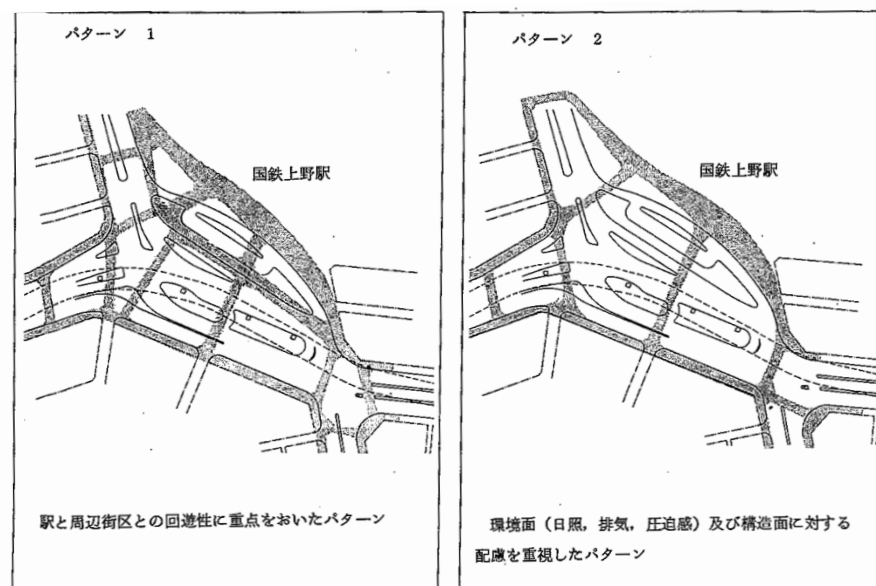 パターン 1
国鉄上野駅
駅と周辺街区との回遊性に重点をおいたパターン
パターン 2
国鉄上野駅
環境面（日照，排気，圧迫感）及び構造面に対する
配慮を重視したパターン